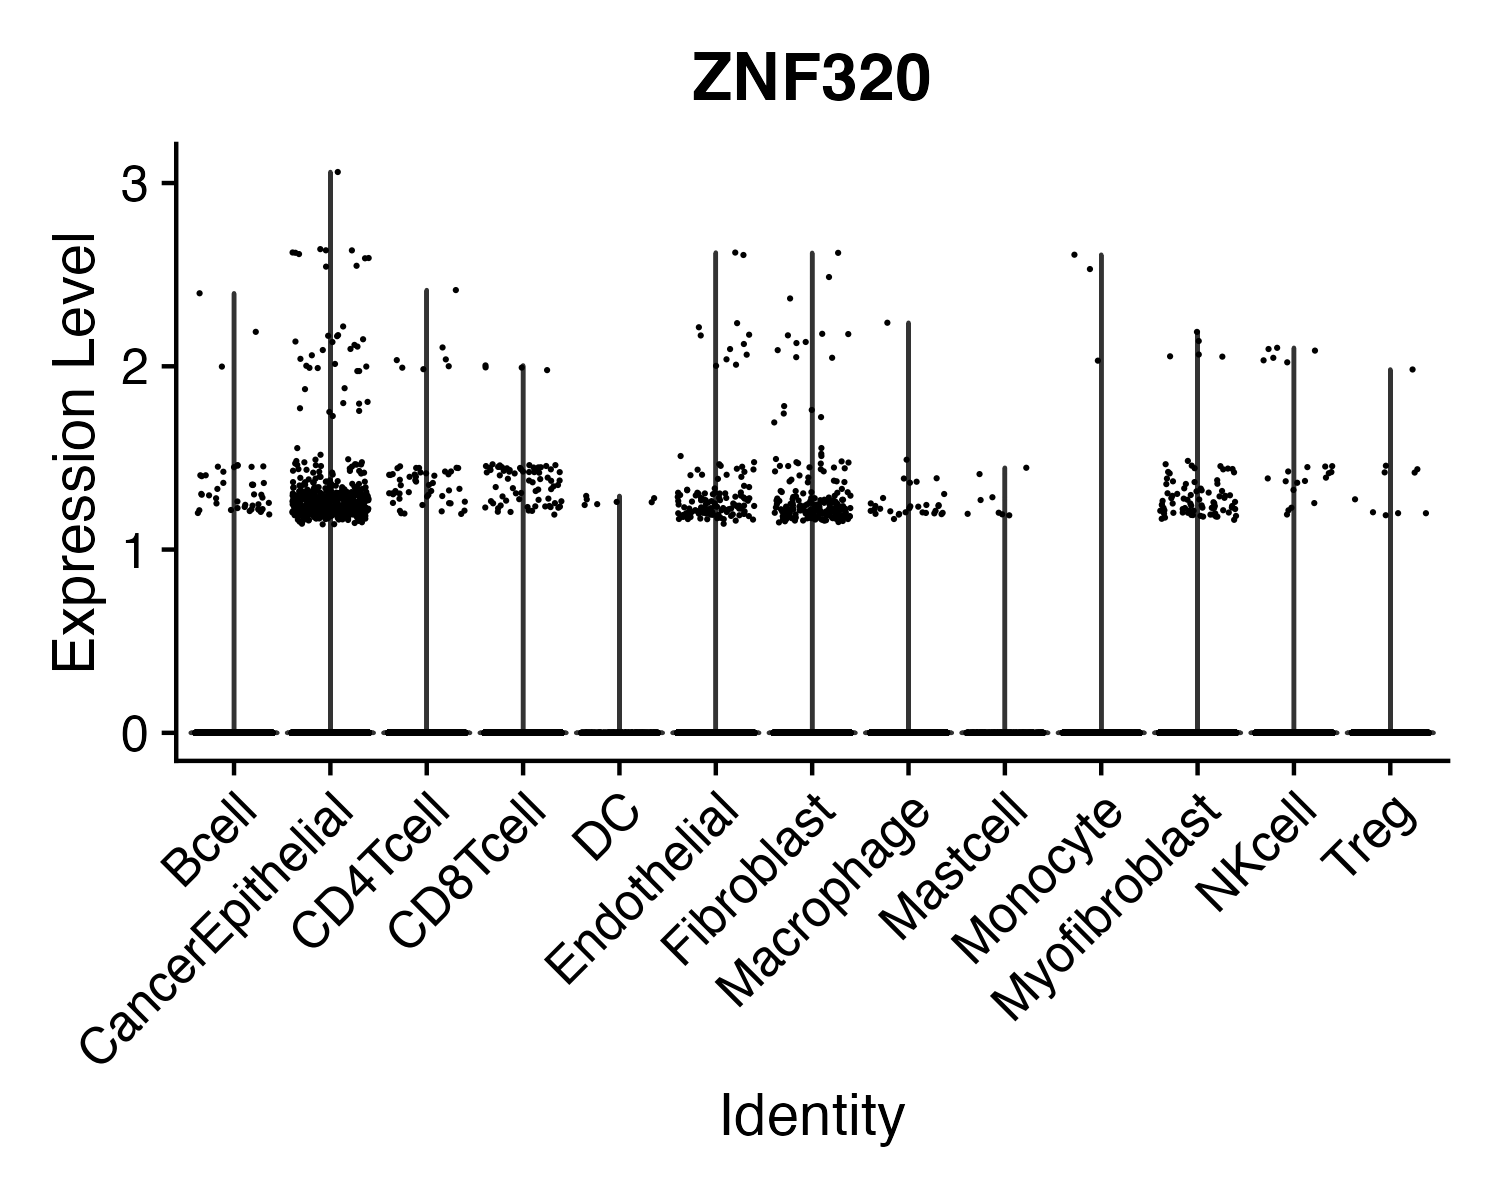 ZNF320
Expression Level
3
2
1
0
Bcell
CancerEpithelial
CD4Tcell
CD8Tcell
DC
Endothelial
Fibroblast
Macrophage
Mastcell
Monocyte
Myofibroblast
NKcell
Treg
Identity